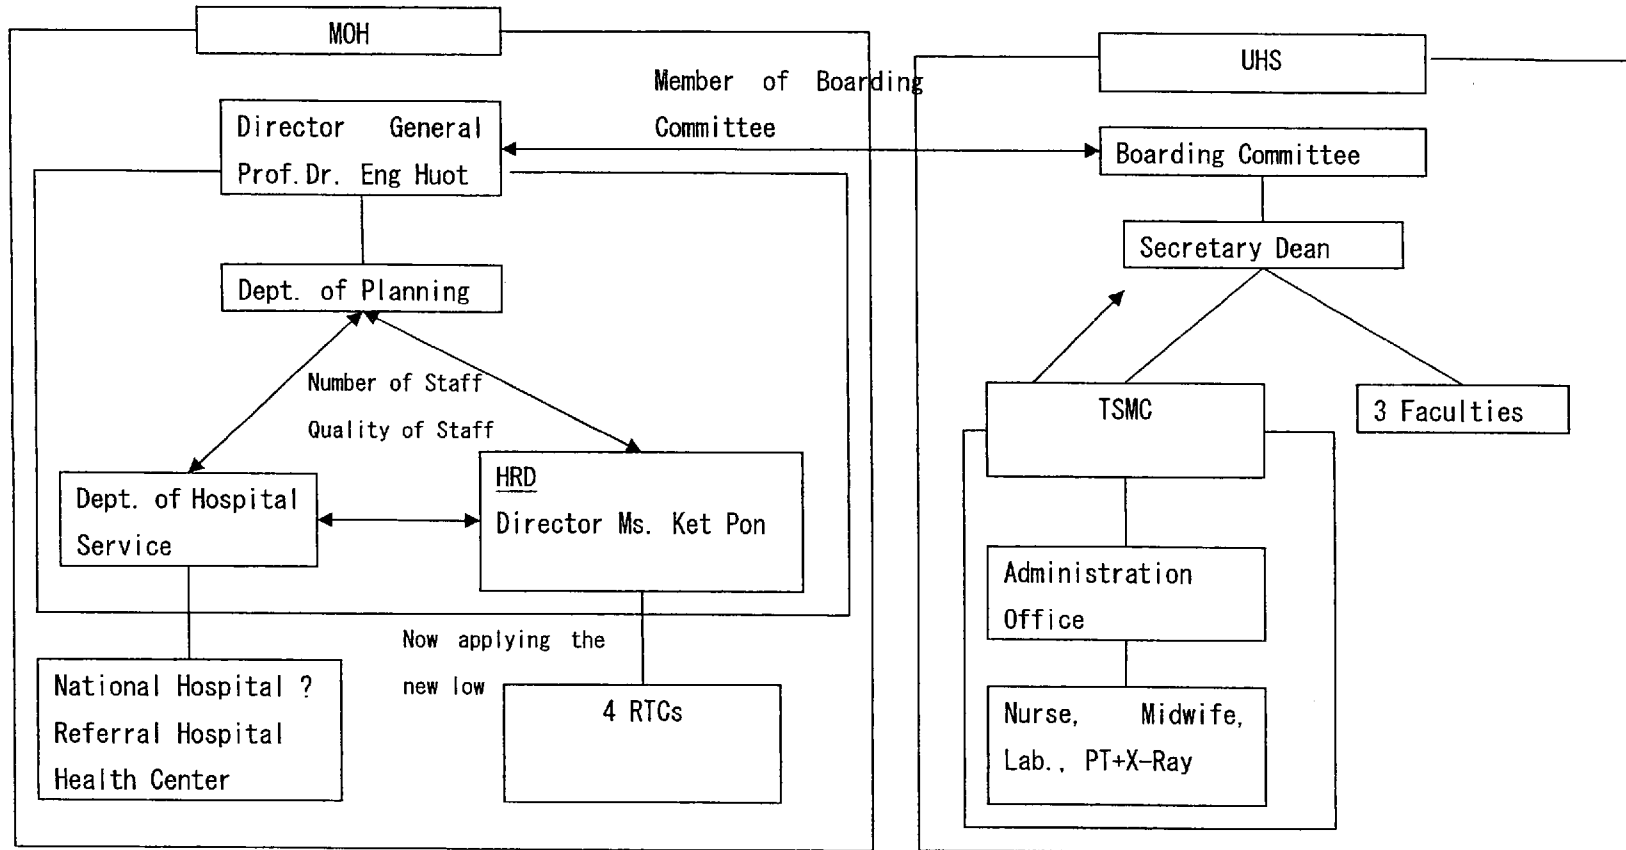 MOH
UHS
Member of Boarding
Committee
Director General
Prof.Dr. Eng Huot
Boarding Committee
Secretary Dean
Dept. of Planning
Number of Staff
Quality of Staff
TSMC
3 Faculties
Dept. of Hospital
Service
HRD
Director Ms. Ket Pon
Administration
Office
Now applying the
new low
National Hospital ?
Referral Hospital
Health Center
4 RTCs
Nurse, Midwife,
Lab., PT+X-Ray